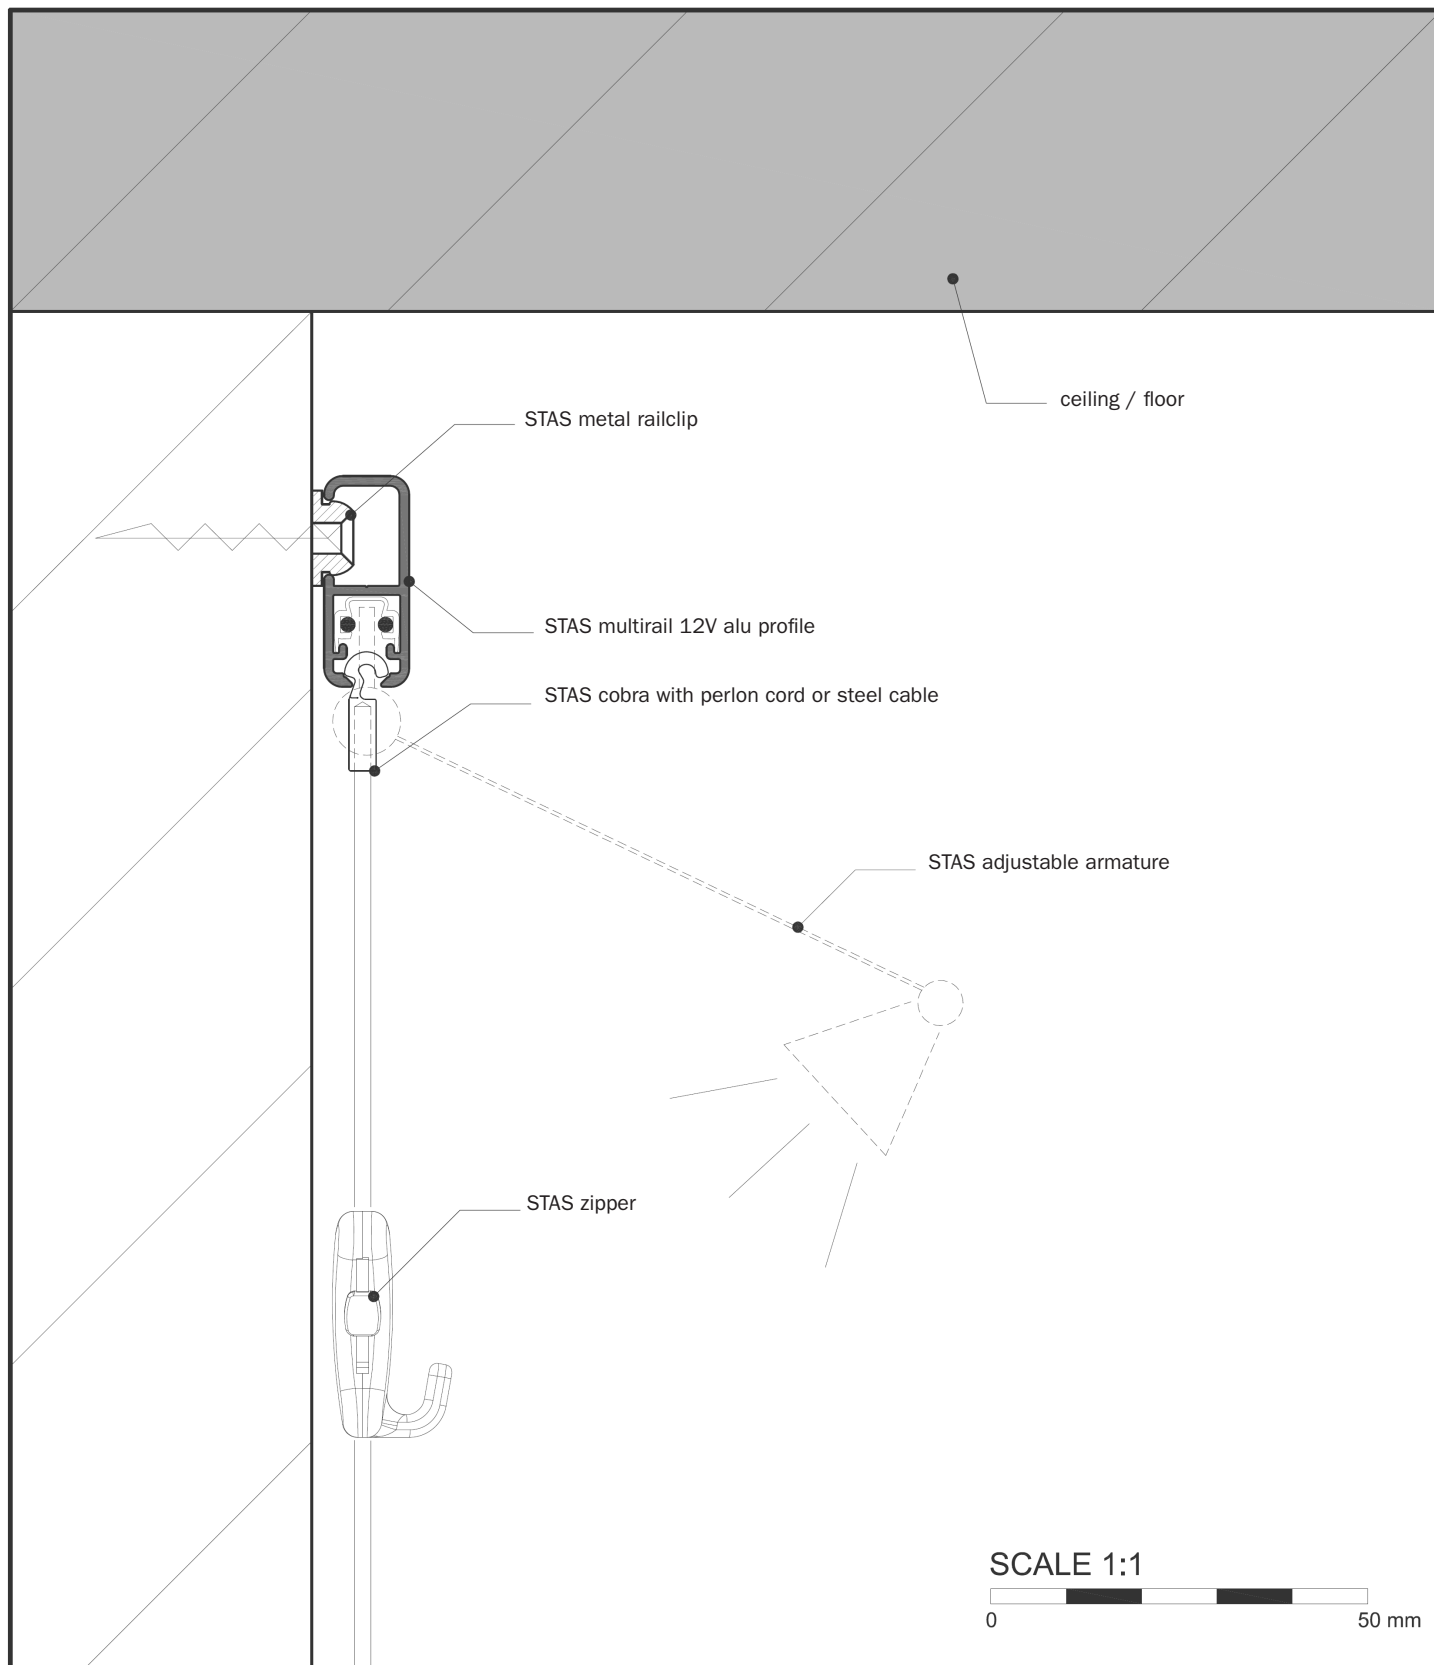 ceiling / floor
STAS metal railclip
STAS multirail 12V alu profile
STAS cobra with perlon cord or steel cable
STAS adjustable armature
STAS zipper
SCALE 1:1
0 50 mm